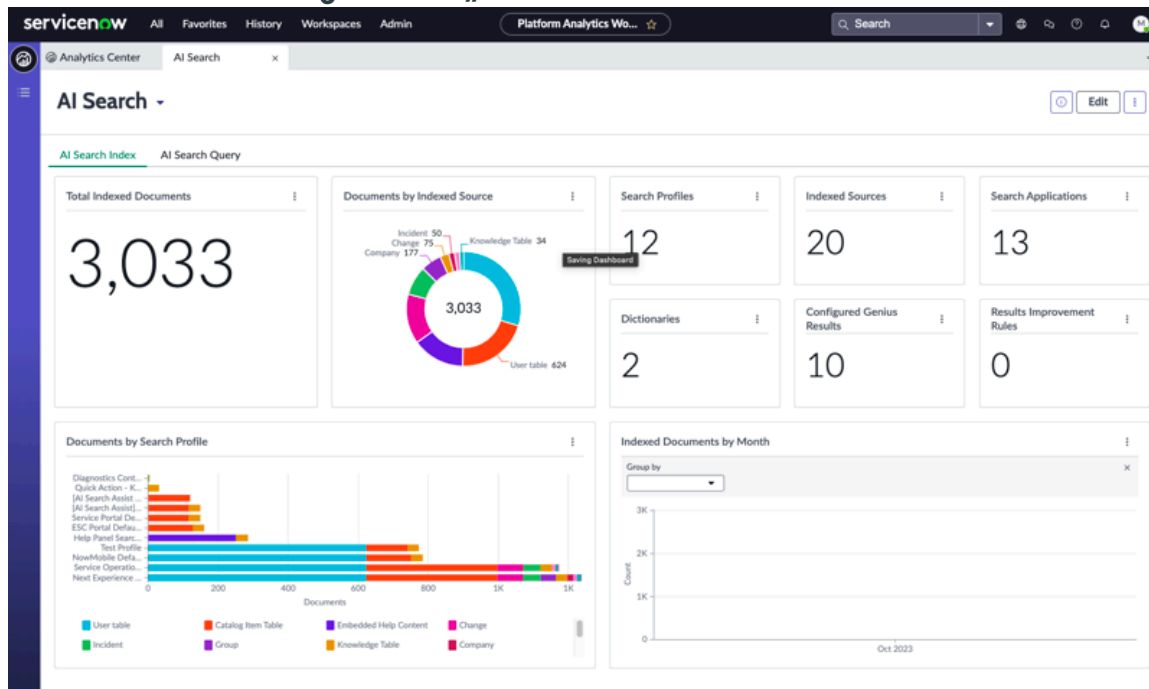 servicenow All Favorites History Workspaces Admin Platform Analytics Wo... Search M
Analytics Center AI Search ×
AI Search Edit
AI Search Index AI Search Query
Total Indexed Documents
3,033
Documents by Indexed Source
Incident 50
Change 75
Company 177
Knowledge Table 34
3,033
User table 624
Saving Dashboard
Search Profiles
12
Indexed Sources
20
Search Applications
13
Dictionaries
2
Configured Genius
Results
10
Results Improvement
Rules
0
Documents by Search Profile
Diagnostics Cont...
Quick Action - K...
[AI Search Assist ...
[AI Search Assist]...
Service Portal De...
ESC Portal Defau...
Help Panel Searc...
Test Profile
NowMobile Defa...
Service Operatio...
Next Experience ...
0 200 400 600 800 1K 1K
Documents
User table Catalog Item Table Embedded Help Content Change
Incident Group Knowledge Table Company
Indexed Documents by Month
Group by ×
3K
2K
1K
0
Count
Oct 2023